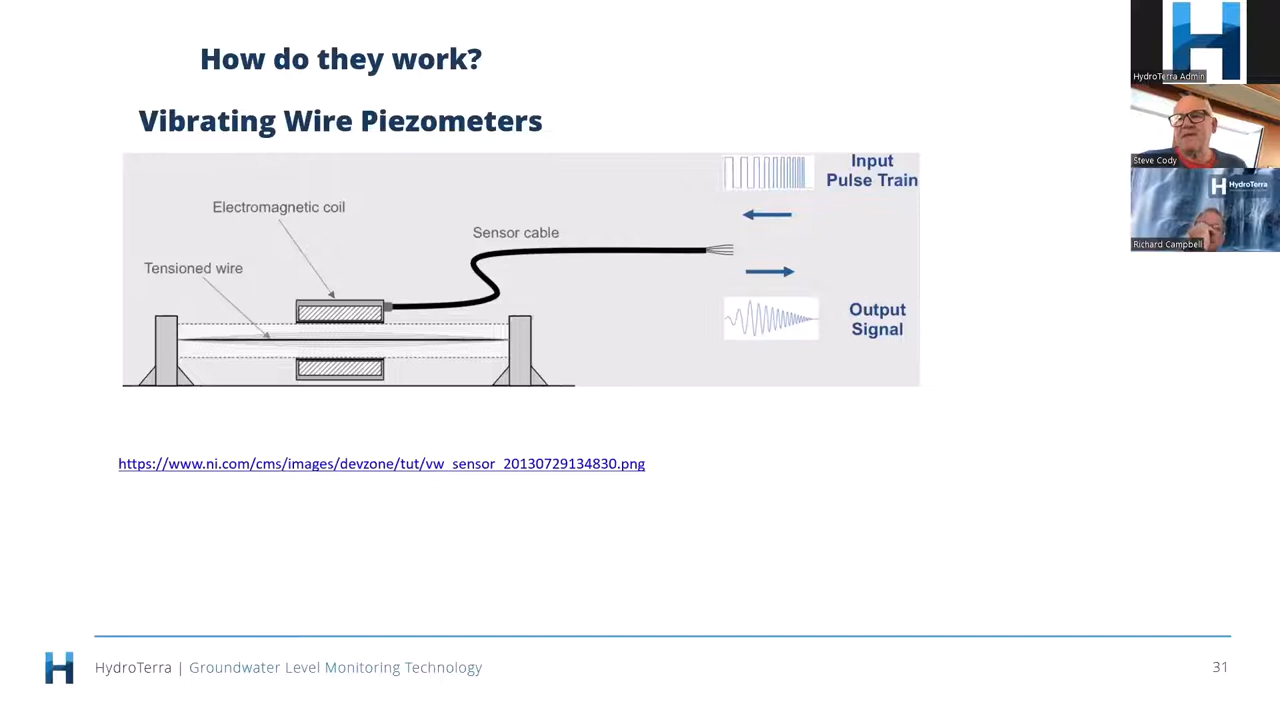 How do they work?
Vibrating Wire Piezometers
Input
Pulse Train
Electromagnetic coil
Sensor cable
Tensioned wire
Output
Signal
https://www.ni.com/cms/images/devzone/tut/vw_sensor_20130729134830.png
HydroTerra | Groundwater Level Monitoring Technology
31
HydroTerra Admin
Steve Cody
HydroTerra
Richard Campbell